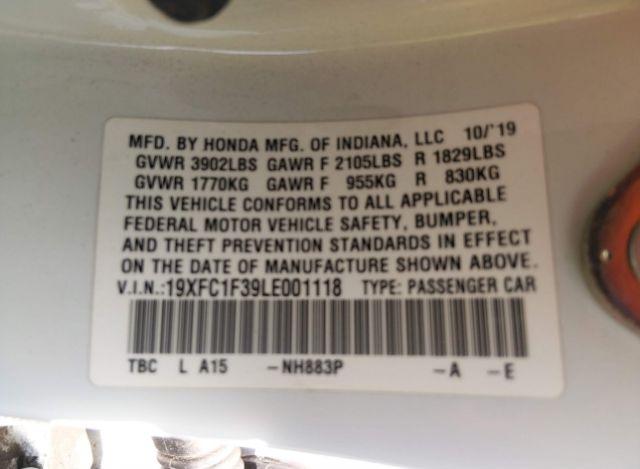 MFD. BY HONDA MFG. OF INDIANA, LLC 10/'19
GVWR 3902LBS GAWR F 2105LBS R 1829LBS
GVWR 1770KG GAWR F 955KG R 830KG
THIS VEHICLE CONFORMS TO ALL APPLICABLE
FEDERAL MOTOR VEHICLE SAFETY, BUMPER,
AND THEFT PREVENTION STANDARDS IN EFFECT
ON THE DATE OF MANUFACTURE SHOWN ABOVE.
V.I.N.:19XFC1F39LE001118 TYPE: PASSENGER CAR
TBC L A15 -NH883P -A -E